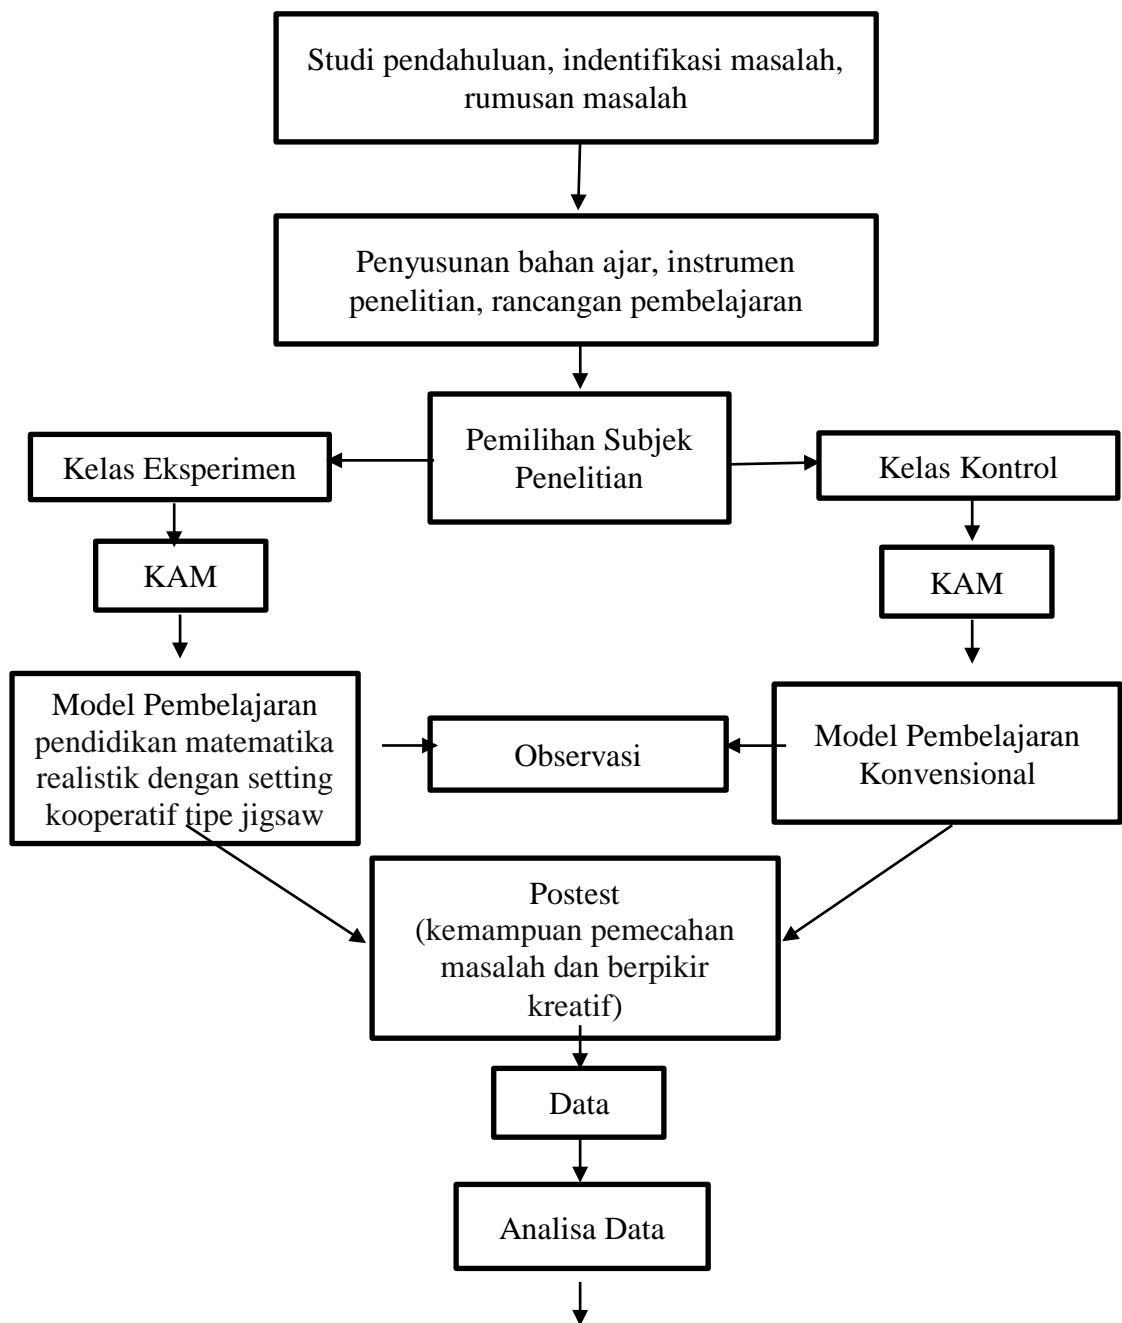 Studi pendahuluan, indentifikasi masalah,
rumusan masalah
Penyusunan bahan ajar, instrumen
penelitian, rancangan pembelajaran
Pemilihan Subjek
Penelitian
Kelas Eksperimen
Kelas Kontrol
KAM
KAM
Model Pembelajaran
pendidikan matematika
realistik dengan setting
kooperatif tipe jigsaw
Observasi
Model Pembelajaran
Konvensional
Postest
(kemampuan pemecahan
masalah dan berpikir
kreatif)
Data
Analisa Data